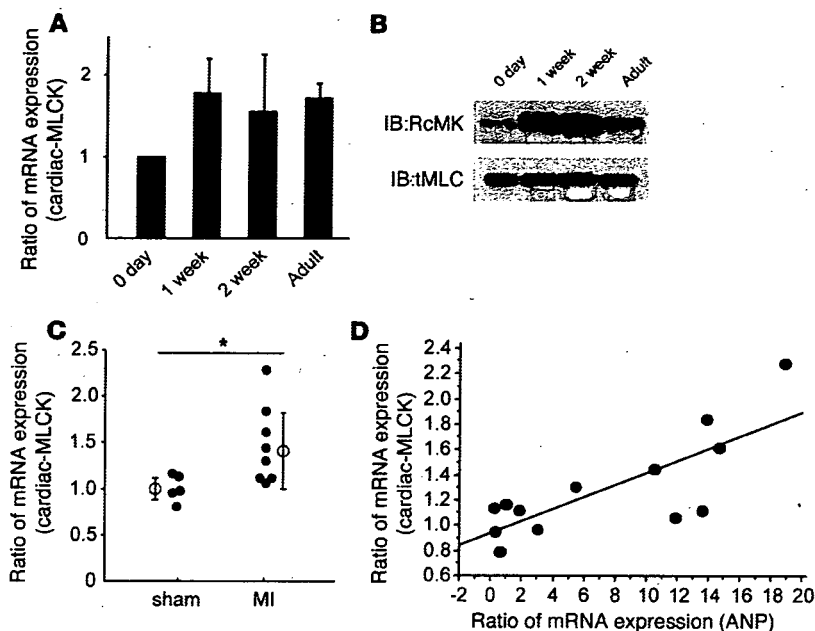 A
Ratio of mRNA expression
(cardiac-MLCK)
2
1
0
0 day
1 week
2 week
Adult
B
0 day
1 week
2 week
Adult
IB:RcMK
IB:tMLC
C
Ratio of mRNA expression
(cardiac-MLCK)
2.5
2.0
1.5
1.0
0.5
0
*
sham
MI
D
Ratio of mRNA expression
(cardiac-MLCK)
2.4
2.2
2.0
1.8
1.6
1.4
1.2
1.0
0.8
0.6
-2 0 2 4 6 8 10 12 14 16 18 20
Ratio of mRNA expression (ANP)